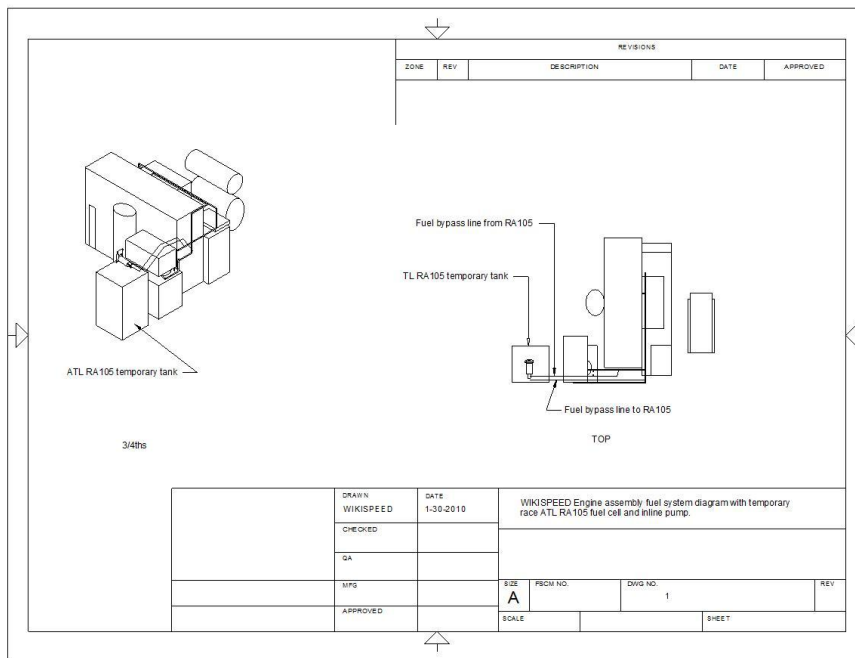 REVISIONS
ZONE REV DESCRIPTION DATE APPROVED
Fuel bypass line from RA105
TL RA105 temporary tank
ATL RA105 temporary tank
Fuel bypass line to RA105
3/4ths
TOP
DRAWN
WIKISPEED
DATE
1-30-2010
WIKISPEED Engine assembly fuel system diagram with temporary
race ATL RA105 fuel cell and inline pump.
CHECKED
QA
MFG
SIZE
A
FSCM NO.
DWG NO.
1
REV
APPROVED
SCALE
SHEET